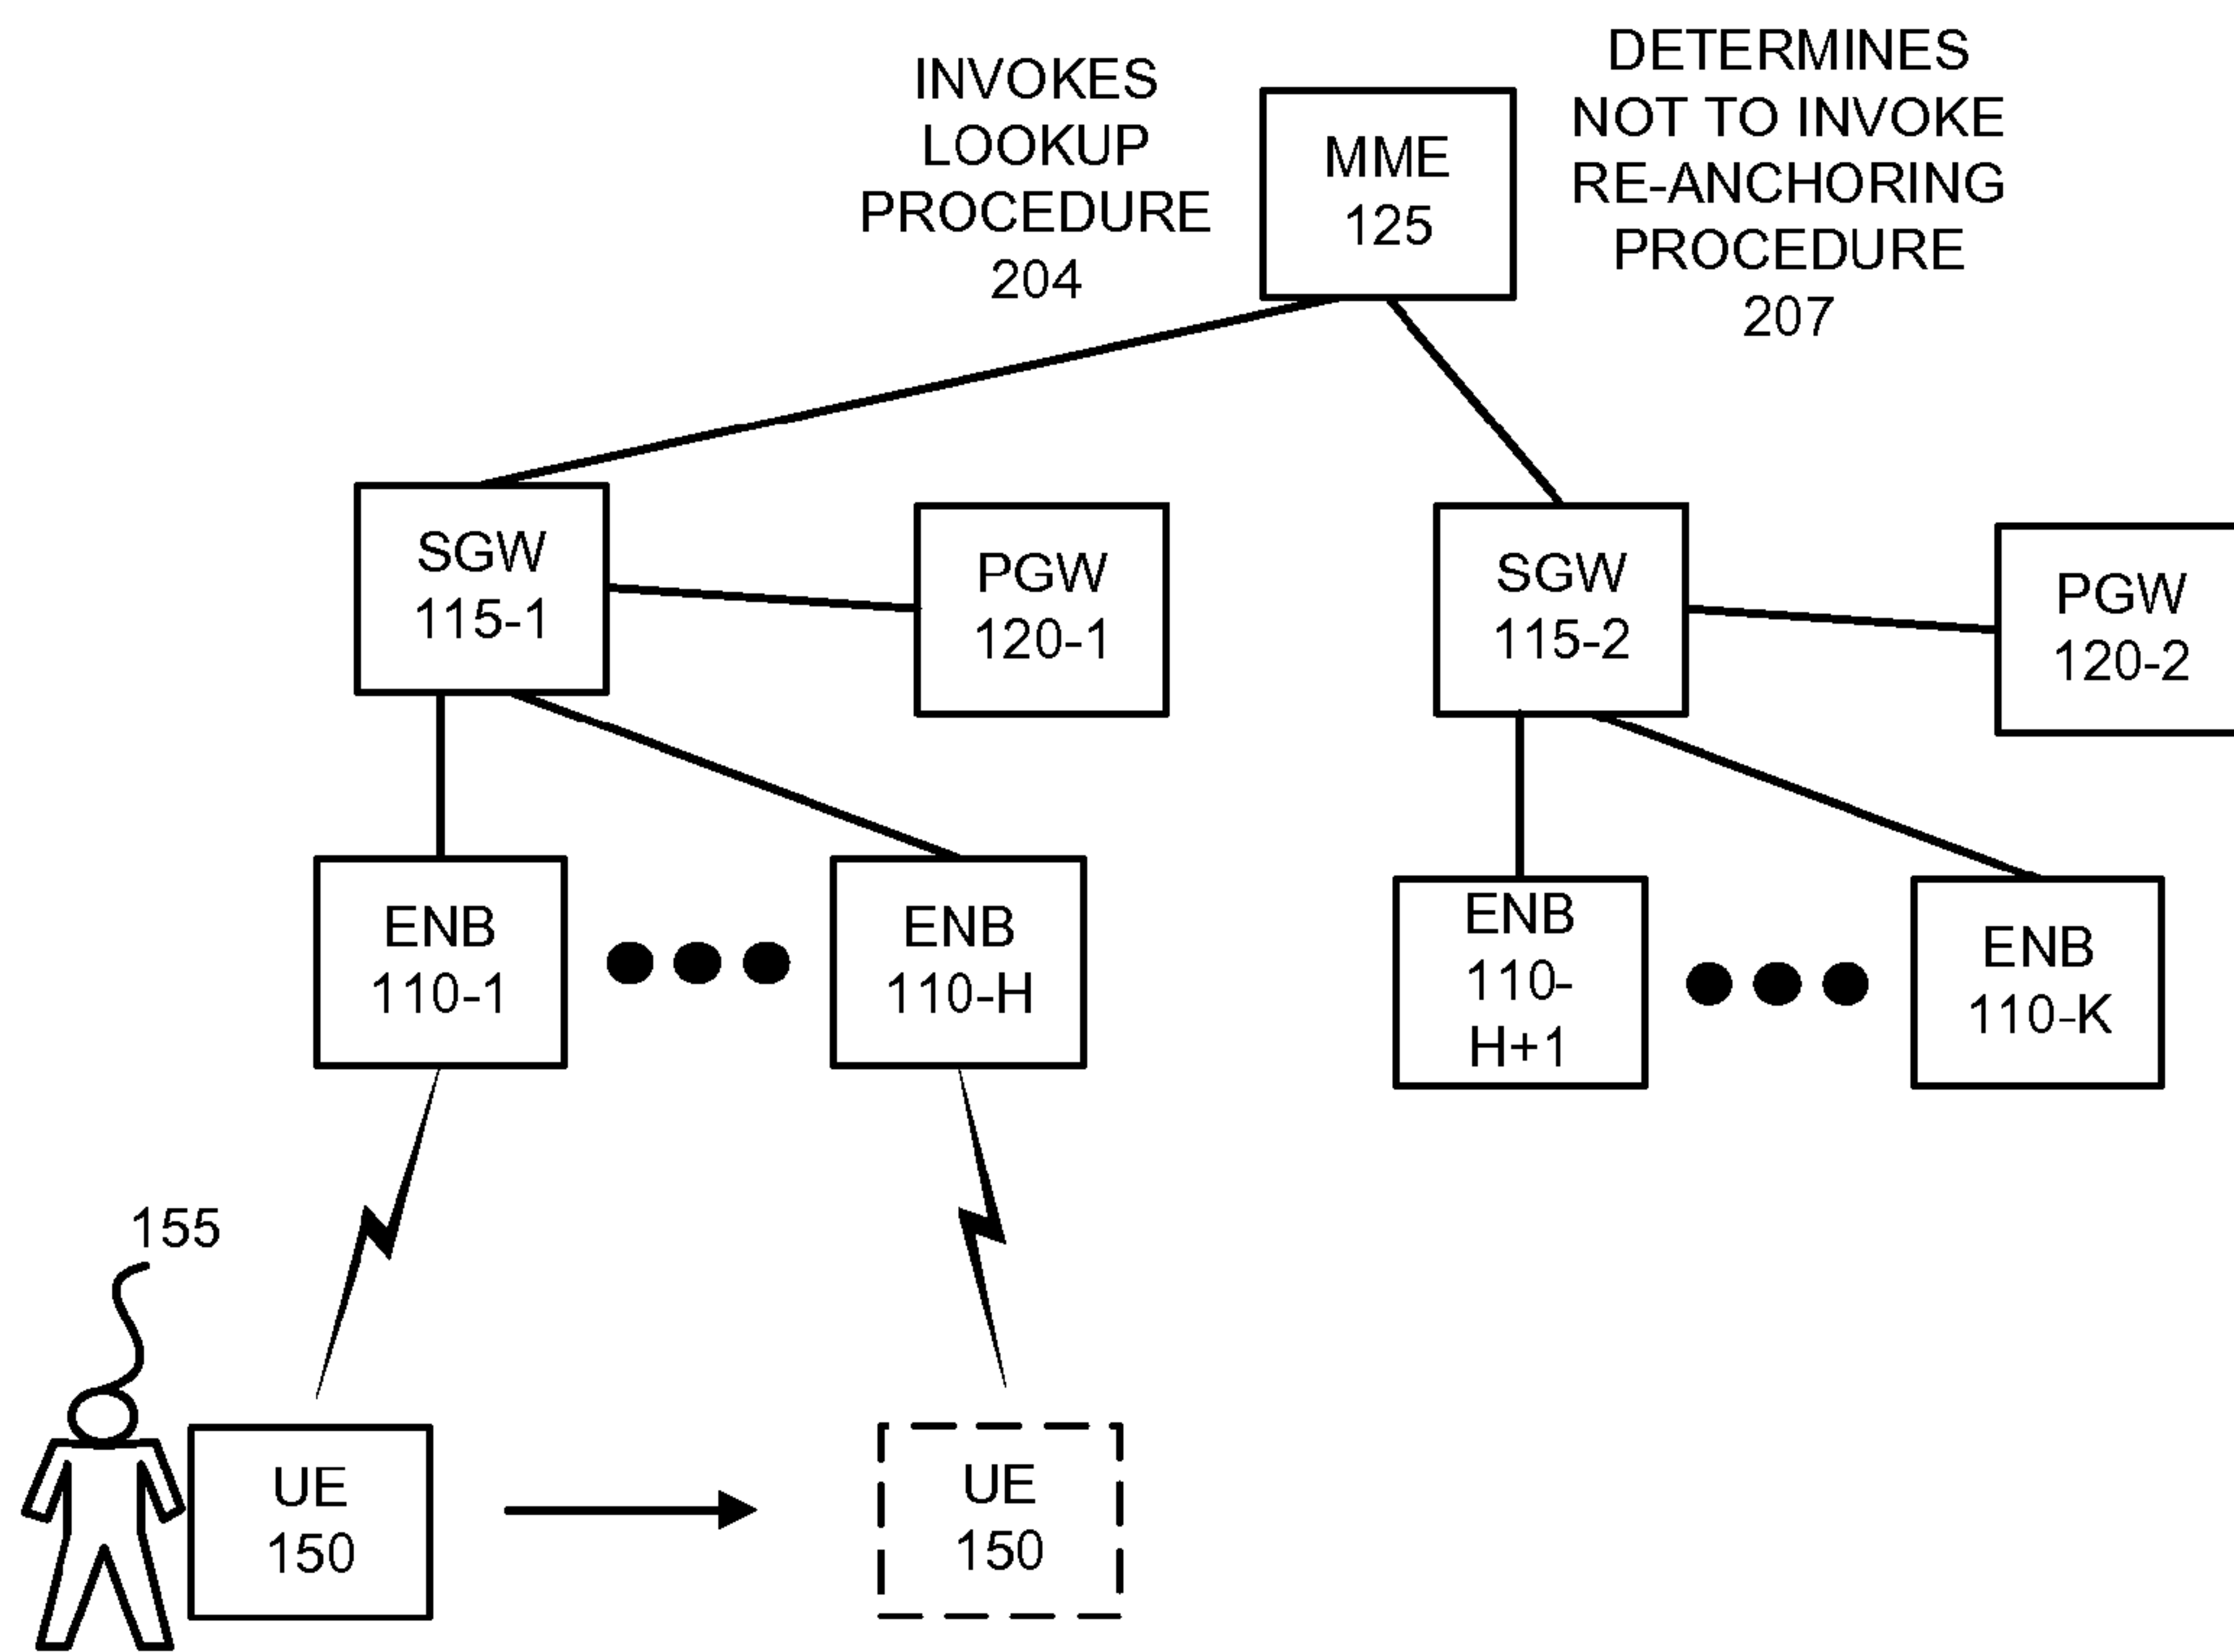 INVOKES
LOOKUP
PROCEDURE
204
MME
125
DETERMINES
NOT TO INVOKE
RE-ANCHORING
PROCEDURE
207
SGW
115-1
PGW
120-1
SGW
115-2
PGW
120-2
ENB
110-1
ENB
110-H
ENB
110-
H+1
ENB
110-K
155
UE
150
UE
150